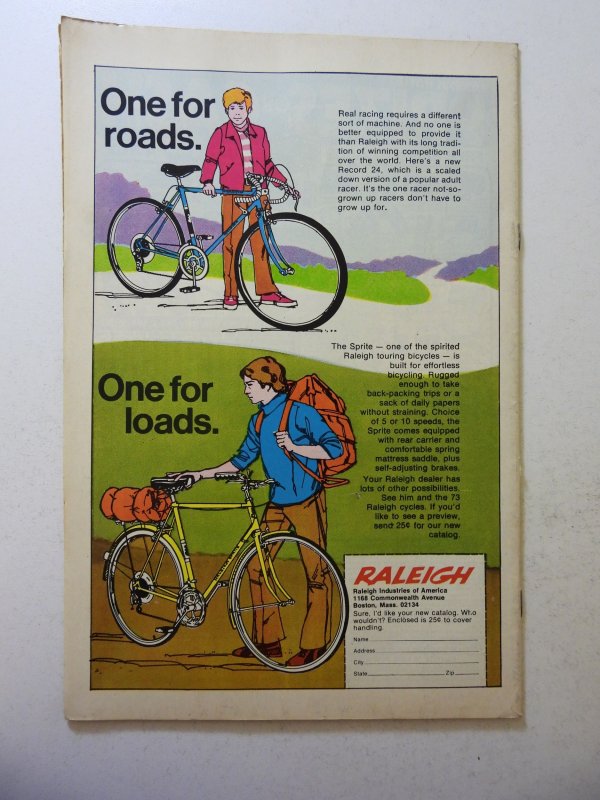 One for
roads.
Real racing requires a different
sort of machine. And no one is
better equipped to provide it
than Raleigh with its long tradi-
tion of winning competition all
over the world. Here's a new
Record 24, which is a scaled
down version of a popular adult
racer. It's the one racer not-so-
grown up racers don't have to
grow up for.
The Sprite — one of the spirited
Raleigh touring bicycles — is
built for effortless
bicycling. Rugged
enough to take
back-packing trips or a
sack of daily papers
without straining. Choice
of 5 or 10 speeds, the
Sprite comes equipped
with rear carrier and
comfortable spring
mattress saddle, plus
self-adjusting brakes.
Your Raleigh dealer has
lots of other possibilities.
See him and the 73
Raleigh cycles. If you'd
like to see a preview,
send 25¢ for our new
catalog.
One for
loads.
RALEIGH
Raleigh Industries of America
1168 Commonwealth Avenue
Boston, Mass. 02134
Sure, I'd like your new catalog. Who
wouldn't? Enclosed is 25¢ to cover
handling.
Name
Address
City
State Zip